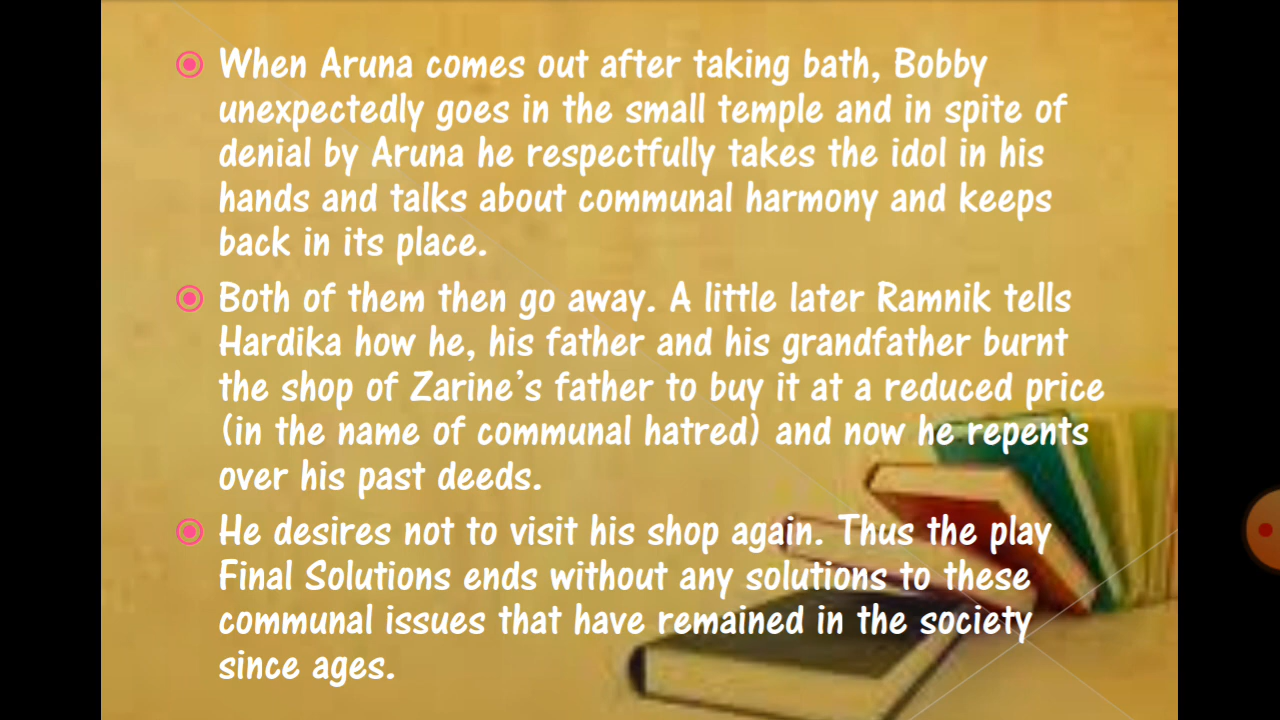 When Aruna comes out after taking bath, Bobby
unexpectedly goes in the small temple and in spite of
denial by Aruna he respectfully takes the idol in his
hands and talks about communal harmony and keeps
back in its place.
Both of them then go away. A little later Ramnik tells
Hardika how he, his father and his grandfather burnt
the shop of Zarine's father to buy it at a reduced price
(in the name of communal hatred) and now he repents
over his past deeds.
He desires not to visit his shop again. Thus the play
Final Solutions ends without any solutions to these
communal issues that have remained in the society
since ages.